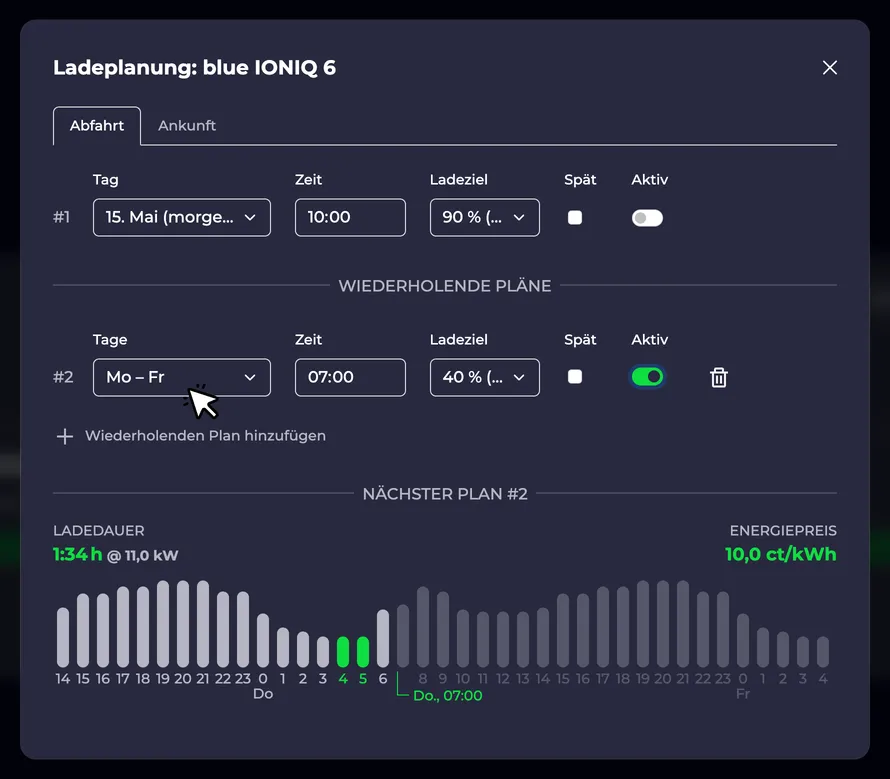 Ladeplanung: blue IONIQ 6
Abfahrt Ankunft
Tag Zeit Ladeziel Spät Aktiv
#1 15. Mai (morge... 10:00 90 % (...
WIEDERHOLENDE PLÄNE
Tage Zeit Ladeziel Spät Aktiv
#2 Mo – Fr 07:00 40 % (...
Wiederholenden Plan hinzufügen
NÄCHSTER PLAN #2
LADEDAUER ENERGIEPREIS
1:34 h @ 11,0 kW 10,0 ct/kWh
14 15 16 17 18 19 20 21 22 23 0 1 2 3 4 5 6 8 9 10 11 12 13 14 15 16 17 18 19 20 21 22 23 0 1 2 3 4
Do Do., 07:00 Fr